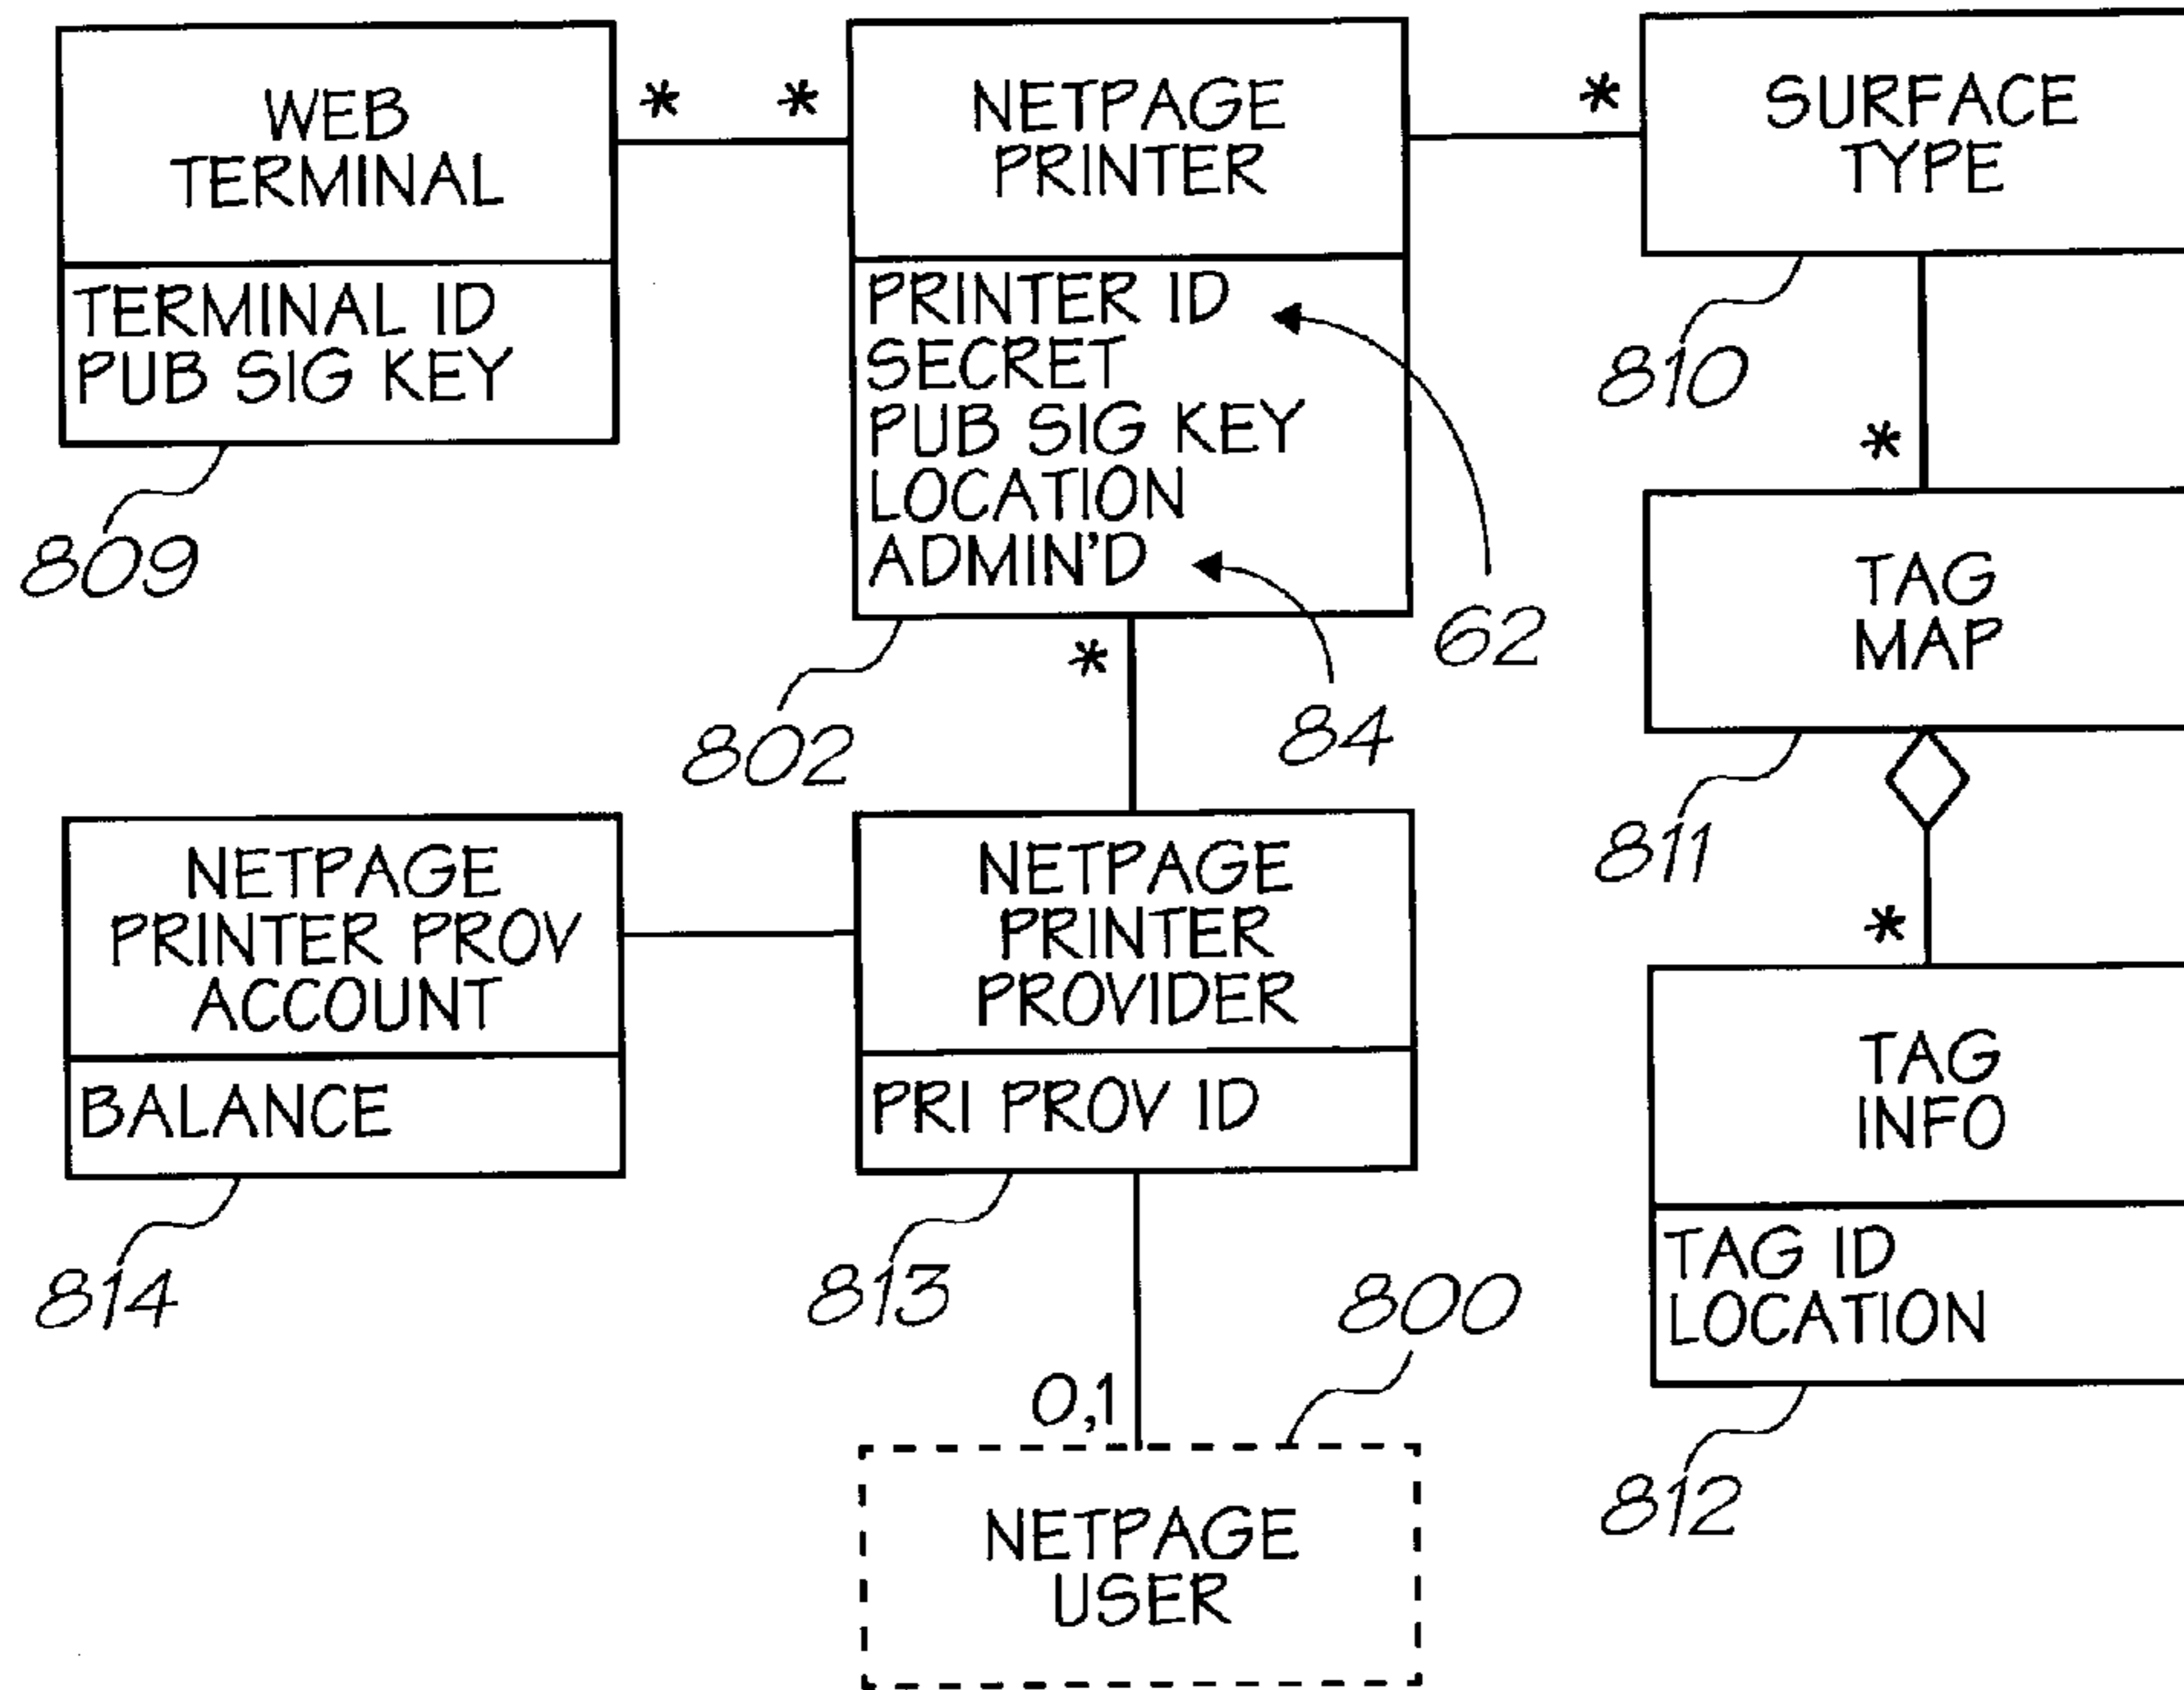 WEB
TERMINAL
*
*
NETPAGE
PRINTER
*
SURFACE
TYPE
TERMINAL ID
PUB SIG KEY
809
PRINTER ID
SECRET
PUB SIG KEY
LOCATION
ADMIN'D
62
84
802
*
810
*
TAG
MAP
811
*
NETPAGE
PRINTER PROV
ACCOUNT
BALANCE
814
NETPAGE
PRINTER
PROVIDER
PRI PROV ID
813
TAG
INFO
TAG ID
LOCATION
812
800
0,1
NETPAGE
USER